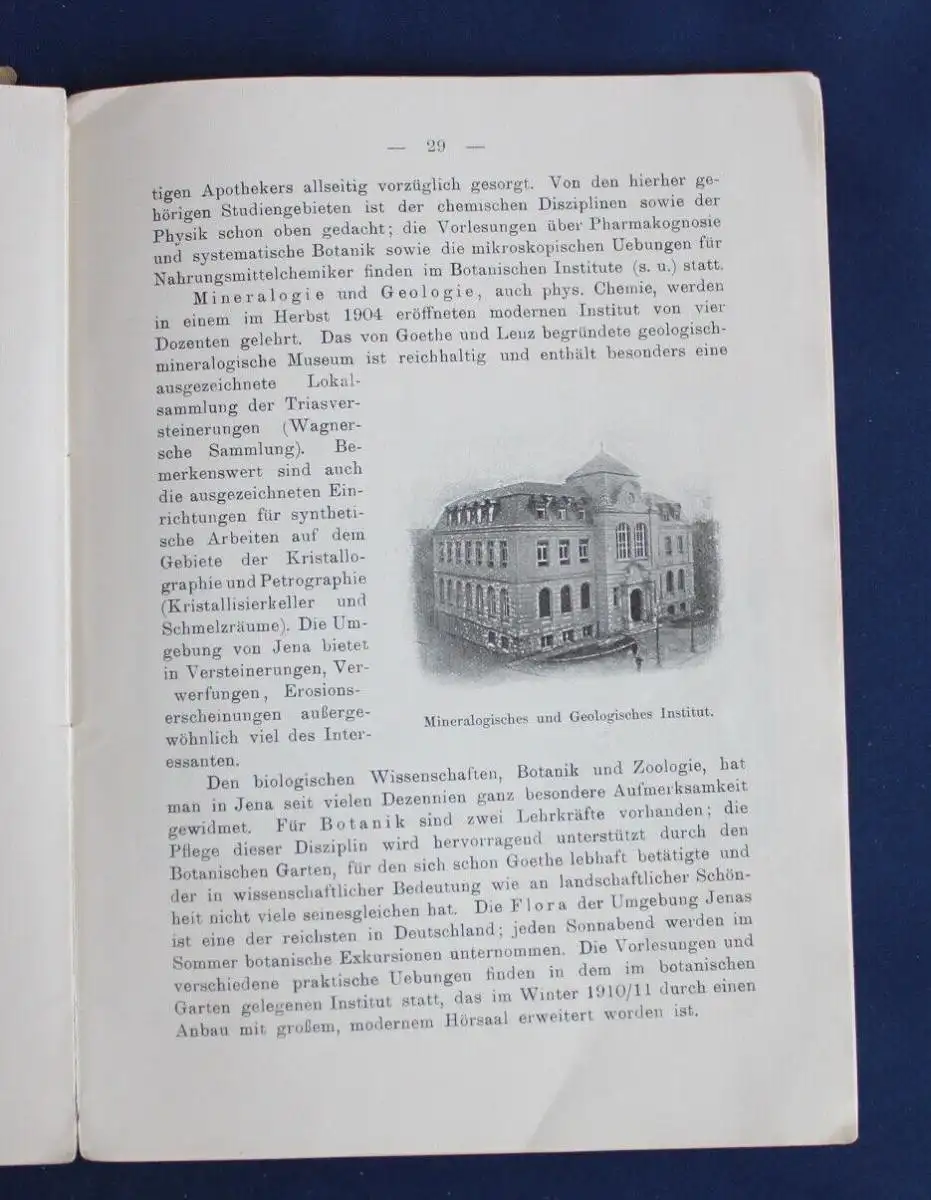 — 29 —
tigen Apothekers allseitig vorzüglich gesorgt. Von den hierher ge-
hörigen Studiengebieten ist der chemischen Disziplinen sowie der
Physik schon oben gedacht; die Vorlesungen über Pharmakognosie
und systematische Botanik sowie die mikroskopischen Uebungen für
Nahrungsmittelchemiker finden im Botanischen Institute (s. u.) statt.
Mineralogie und Geologie, auch phys. Chemie, werden
in einem im Herbst 1904 eröffneten modernen Institut von vier
Dozenten gelehrt. Das von Goethe und Lenz begründete geologisch-
mineralogische Museum ist reichhaltig und enthält besonders eine
ausgezeichnete Lokal-
sammlung der Triasver-
steinerungen (Wagner-
sche Sammlung). Be-
merkenswert sind auch
die ausgezeichneten Ein-
richtungen für syntheti-
sche Arbeiten auf dem
Gebiete der Kristallo-
graphie und Petrographie
(Kristallisierkeller und
Schmelzräume). Die Um-
gebung von Jena bietet
in Versteinerungen, Ver-
werfungen, Erosions-
erscheinungen außerge-
wöhnlich viel des Inter-
essanten.
Mineralogisches und Geologisches Institut.
Den biologischen Wissenschaften, Botanik und Zoologie, hat
man in Jena seit vielen Dezennien ganz besondere Aufmerksamkeit
gewidmet. Für Botanik sind zwei Lehrkräfte vorhanden; die
Pflege dieser Disziplin wird hervorragend unterstützt durch den
Botanischen Garten, für den sich schon Goethe lebhaft betätigte und
der in wissenschaftlicher Bedeutung wie an landschaftlicher Schön-
heit nicht viele seinesgleichen hat. Die Flora der Umgebung Jenas
ist eine der reichsten in Deutschland; jeden Sonnabend werden im
Sommer botanische Exkursionen unternommen. Die Vorlesungen und
verschiedene praktische Uebungen finden in dem im botanischen
Garten gelegenen Institut statt, das im Winter 1910/11 durch einen
Anbau mit großem, modernem Hörsaal erweitert worden ist.